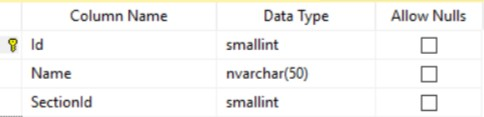 Column Name Data Type Allow Nulls
Id smallint
Name nvarchar(50)
SectionId smallint